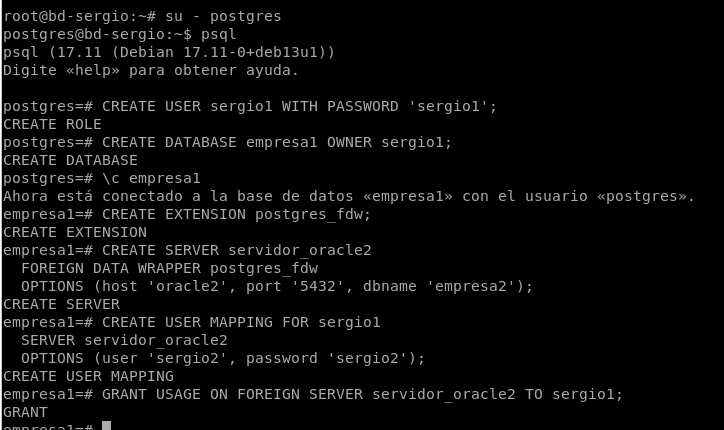 root@bd-sergio:~# su - postgres
postgres@bd-sergio:~$ psql
psql (17.11 (Debian 17.11-0+deb13u1))
Digite «help» para obtener ayuda.

postgres=# CREATE USER sergio1 WITH PASSWORD 'sergio1';
CREATE ROLE
postgres=# CREATE DATABASE empresa1 OWNER sergio1;
CREATE DATABASE
postgres=# \c empresa1
Ahora está conectado a la base de datos «empresa1» con el usuario «postgres».
empresa1=# CREATE EXTENSION postgres_fdw;
CREATE EXTENSION
empresa1=# CREATE SERVER servidor_oracle2
  FOREIGN DATA WRAPPER postgres_fdw
  OPTIONS (host 'oracle2', port '5432', dbname 'empresa2');
CREATE SERVER
empresa1=# CREATE USER MAPPING FOR sergio1
  SERVER servidor_oracle2
  OPTIONS (user 'sergio2', password 'sergio2');
CREATE USER MAPPING
empresa1=# GRANT USAGE ON FOREIGN SERVER servidor_oracle2 TO sergio1;
GRANT
empresa1=#